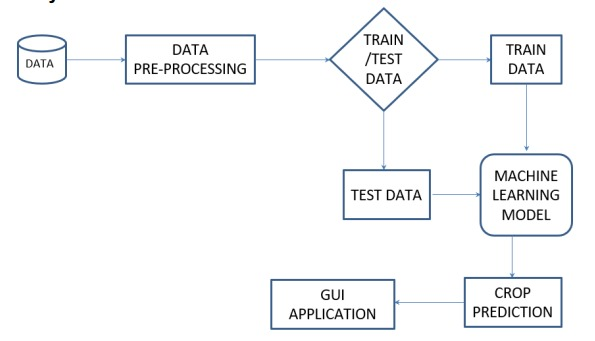 DATA
DATA
PRE-PROCESSING
TRAIN
/TEST
DATA
TRAIN
DATA
TEST DATA
MACHINE
LEARNING
MODEL
GUI
APPLICATION
CROP
PREDICTION